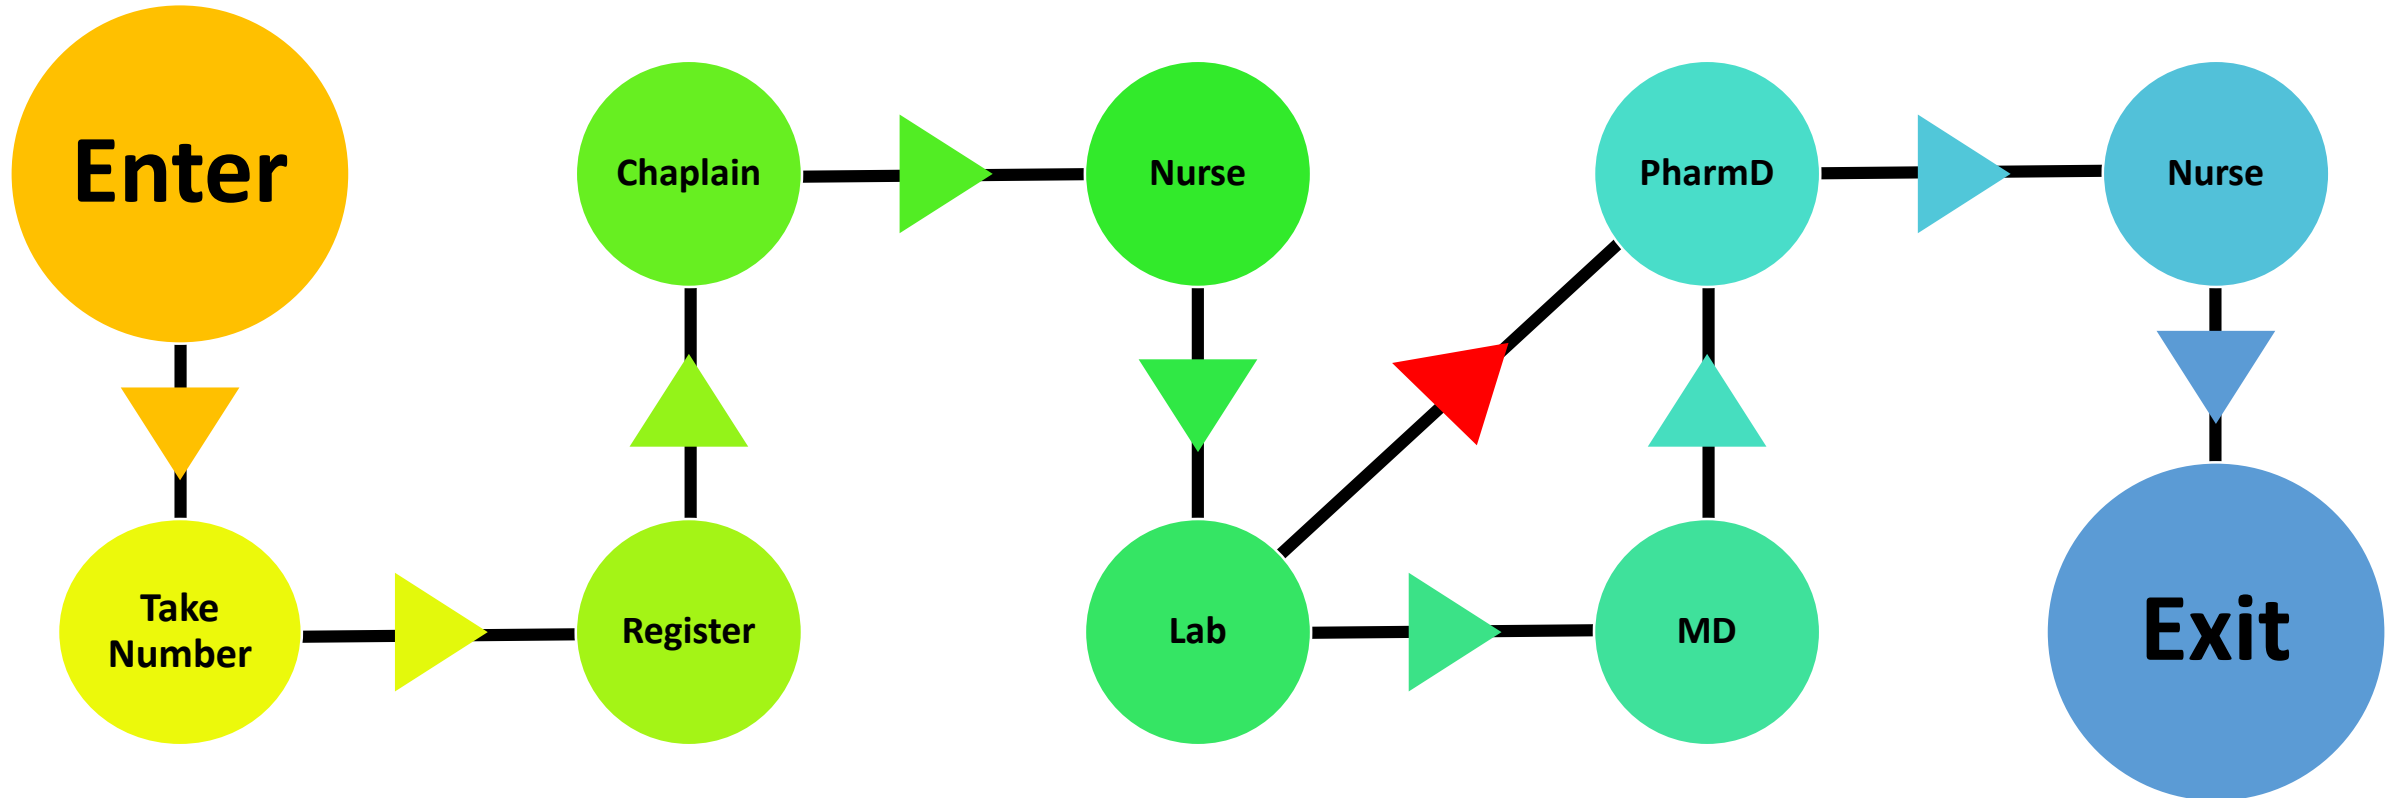 Enter
Take
Number
Register
Chaplain
Nurse
Lab
MD
PharmD
Nurse
Exit